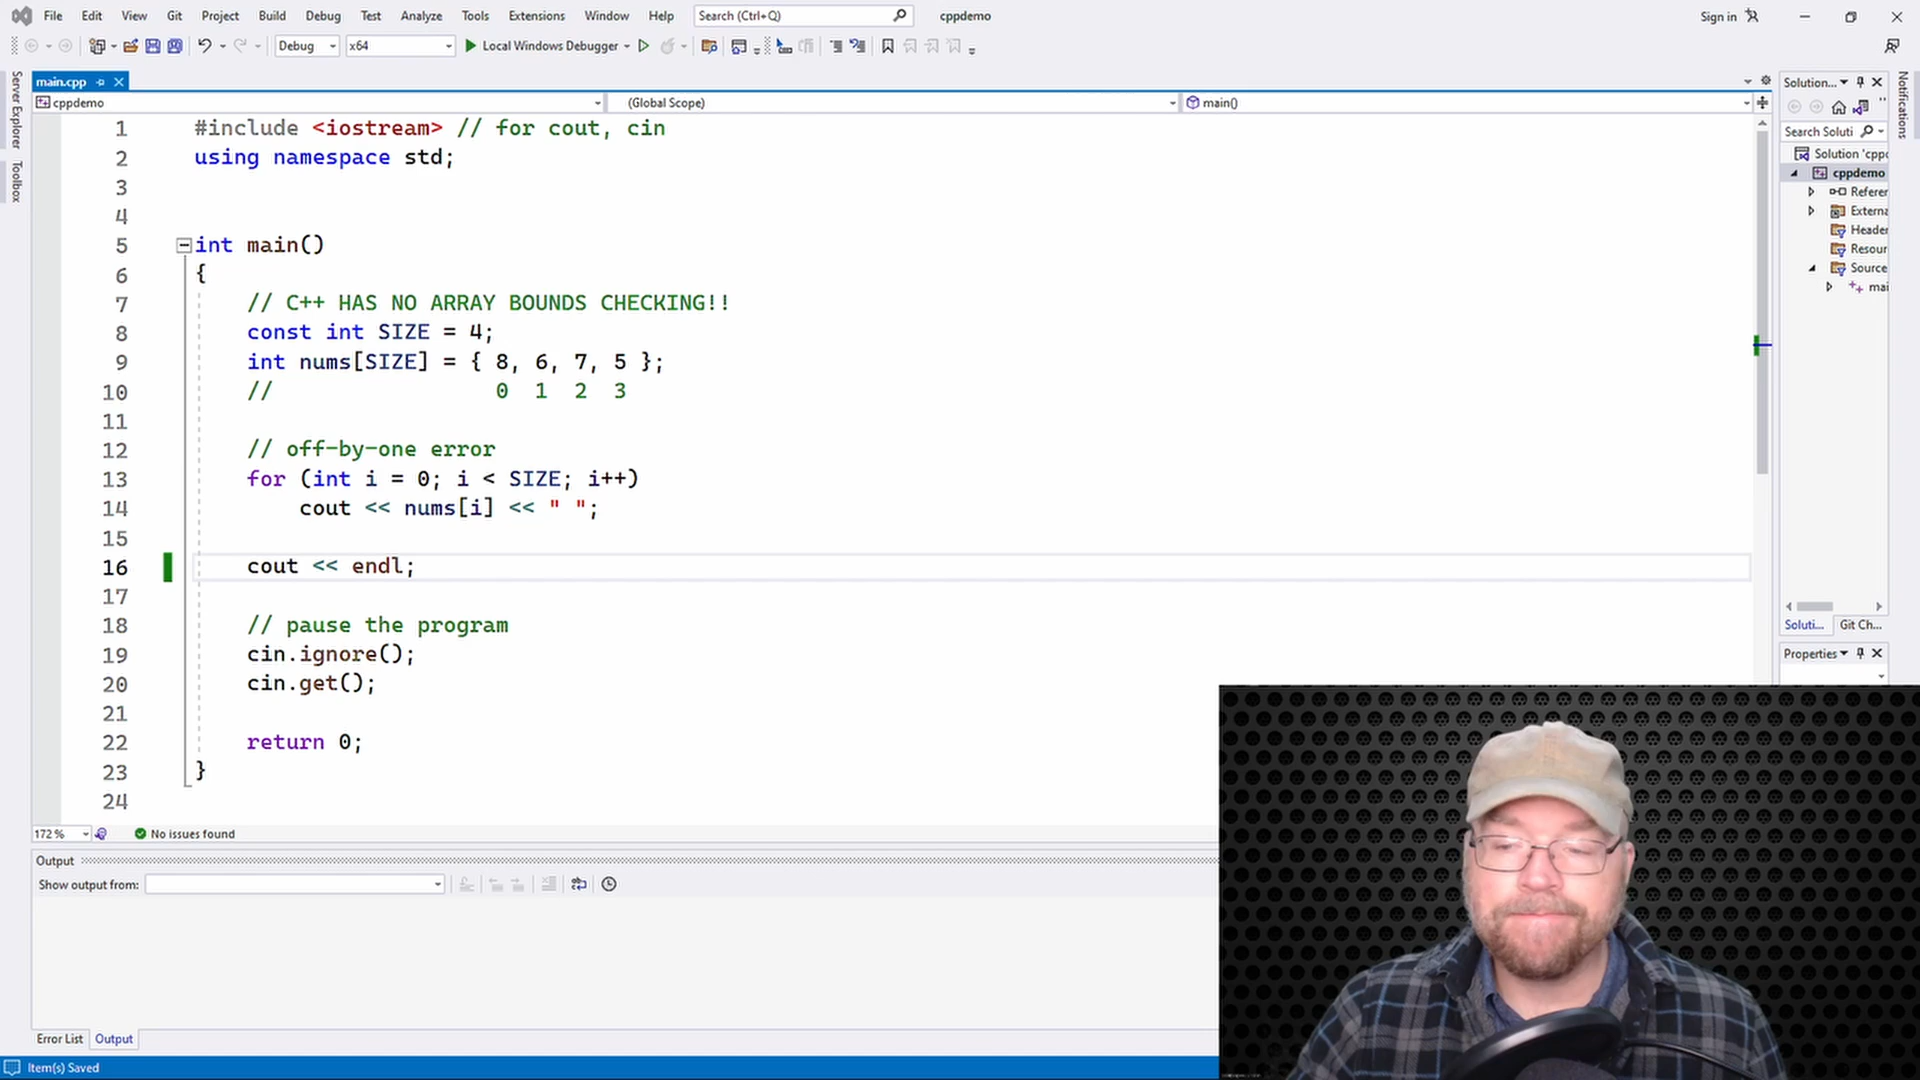 File Edit View Git Project Build Debug Test Analyze Tools Extensions Window Help Search (Ctrl+Q) cppdemo Sign in
Debug x64 Local Windows Debugger
Server Explorer
Toolbox
main.cpp
cppdemo (Global Scope) main()
1 #include <iostream> // for cout, cin
2 using namespace std;
3
4
5 int main()
6 {
7 // C++ HAS NO ARRAY BOUNDS CHECKING!!
8 const int SIZE = 4;
9 int nums[SIZE] = { 8, 6, 7, 5 };
10 // 0 1 2 3
11
12 // off-by-one error
13 for (int i = 0; i < SIZE; i++)
14 cout << nums[i] << " ";
15
16 cout << endl;
17
18 // pause the program
19 cin.ignore();
20 cin.get();
21
22 return 0;
23 }
24
172 % No issues found
Output
Show output from:
Error List Output
Item(s) Saved
Solution...
Search Soluti
Solution 'cppd
cppdemo
Referer
Externa
Header
Resour
Source
mai
Soluti... Git Ch...
Properties
Notifications